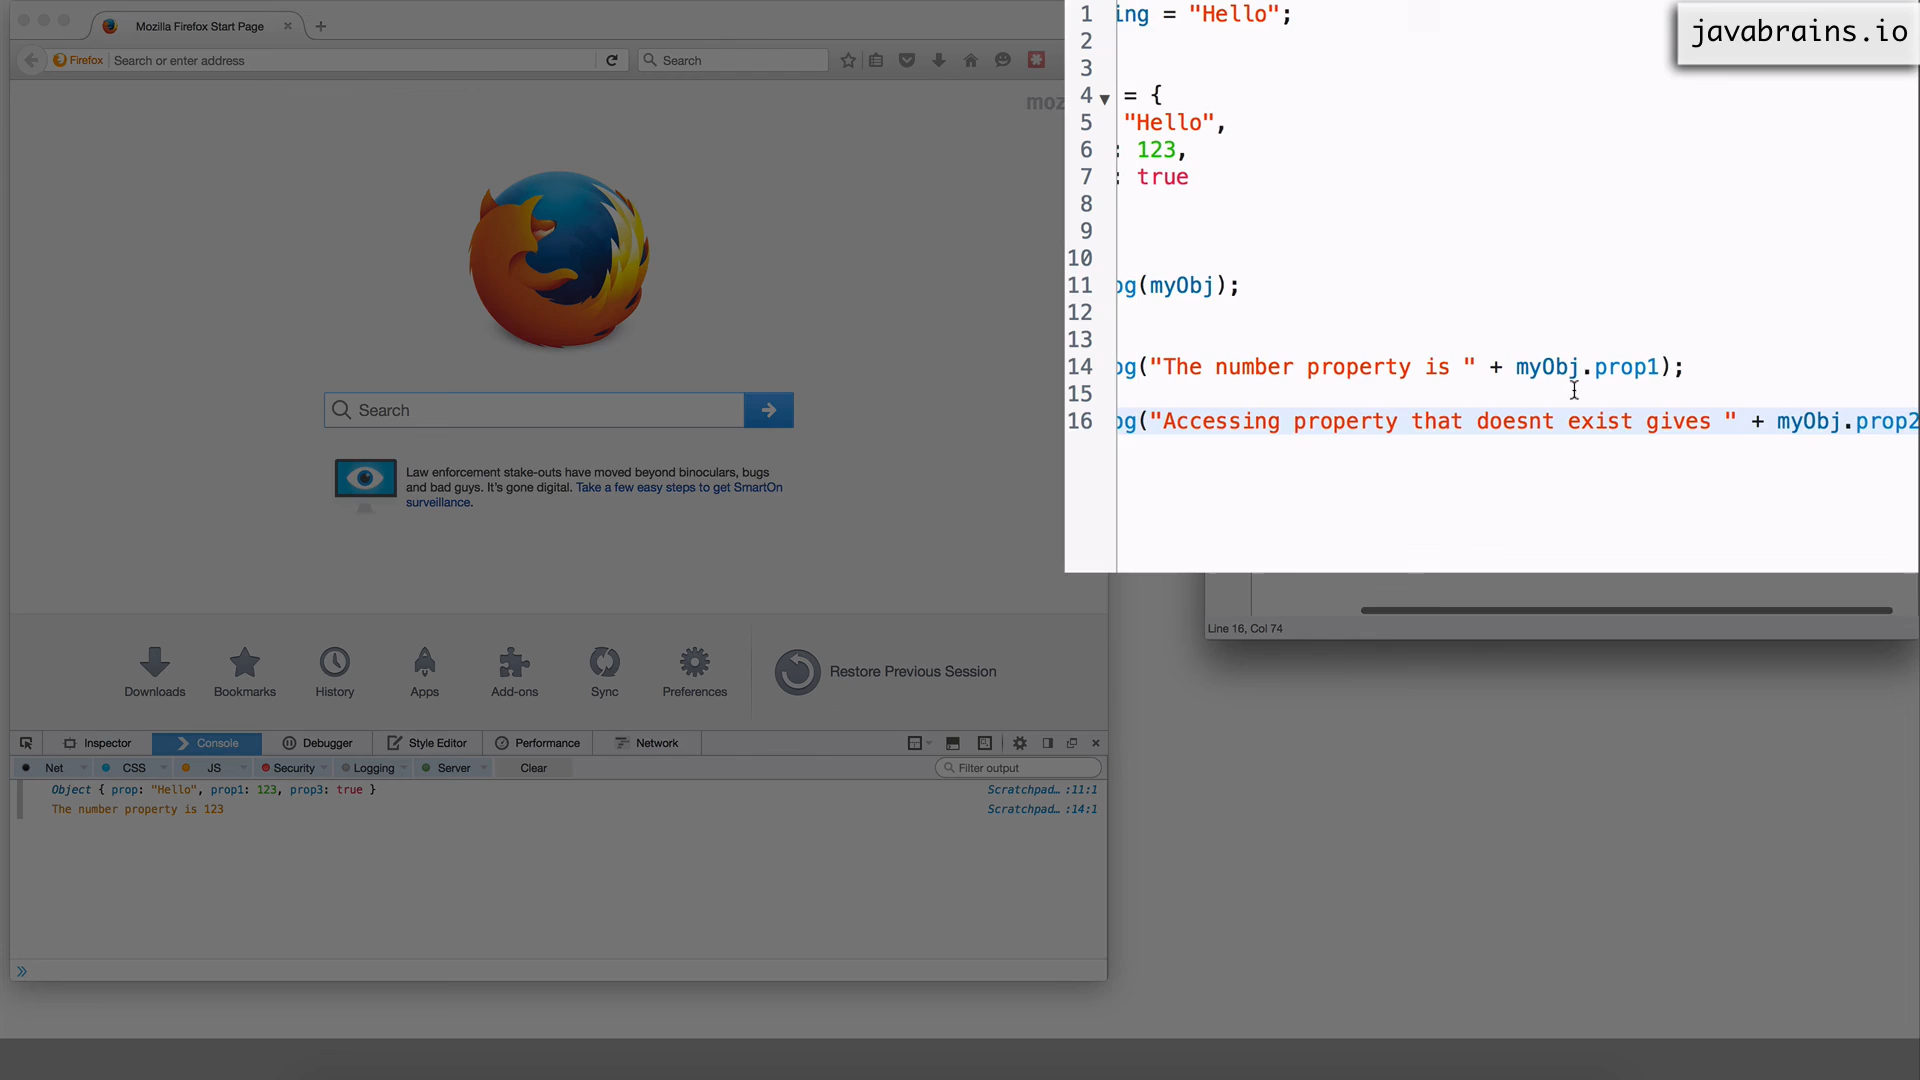 Mozilla Firefox Start Page
Firefox Search or enter address
Search
moz
Search
Law enforcement stake-outs have moved beyond binoculars, bugs
and bad guys. It's gone digital. Take a few easy steps to get SmartOn
surveillance.
Downloads
Bookmarks
History
Apps
Add-ons
Sync
Preferences
Restore Previous Session
Inspector
Console
Debugger
Style Editor
Performance
Network
Net
CSS
JS
Security
Logging
Server
Clear
Filter output
Object { prop: "Hello", prop1: 123, prop3: true } Scratchpad… :11:1
The number property is 123 Scratchpad… :14:1
javabrains.io
1 ing = "Hello";
2
3
4 = {
5 "Hello",
6 : 123,
7 : true
8
9
10
11 og(myObj);
12
13
14 og("The number property is " + myObj.prop1);
15
16 og("Accessing property that doesnt exist gives " + myObj.prop2
Line 16, Col 74